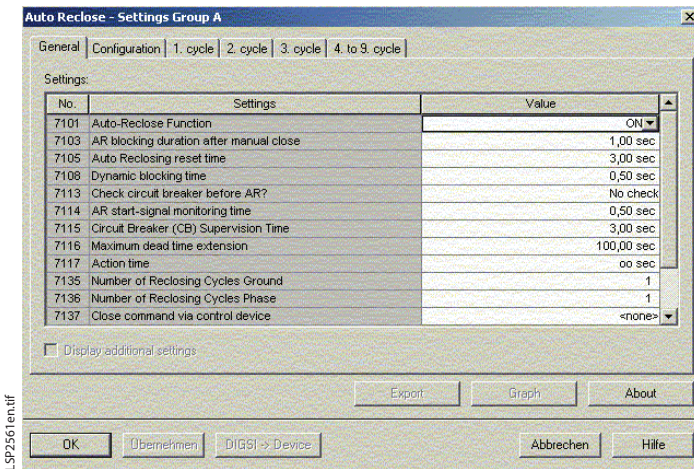 Auto Reclose - Settings Group A
General Configuration 1. cycle 2. cycle 3. cycle 4. to 9. cycle
Settings:
No. Settings Value
7101 Auto-Reclose Function ON
7103 AR blocking duration after manual close 1,00 sec
7105 Auto Reclosing reset time 3,00 sec
7108 Dynamic blocking time 0,50 sec
7113 Check circuit breaker before AR? No check
7114 AR start-signal monitoring time 0,50 sec
7115 Circuit Breaker (CB) Supervision Time 3,00 sec
7116 Maximum dead time extension 100,00 sec
7117 Action time oo sec
7135 Number of Reclosing Cycles Ground 1
7136 Number of Reclosing Cycles Phase 1
7137 Close command via control device <none>
Display additional settings
Export Graph About
OK Übernehmen DIGSI -> Device Abbrechen Hilfe
LSP2561en.tif